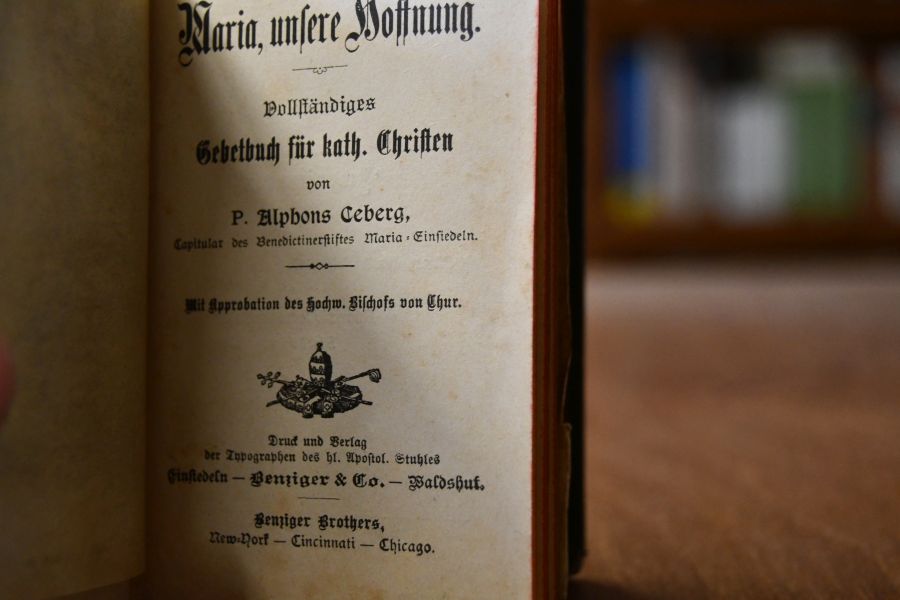 Maria, unsere Hoffnung.
Vollständiges
Gebetbuch für kath. Christen
von
P. Alphons Ceberg,
Capitular des Benedictinerstiftes Maria-Einsiedeln.
Mit Approbation des Hochw. Bischofs von Chur.
Druck und Verlag
der Typographen des hl. Apostol. Stuhles
Einsiedeln — Benziger & Co. — Waldshut.
Benziger Brothers,
New-York — Cincinnati — Chicago.